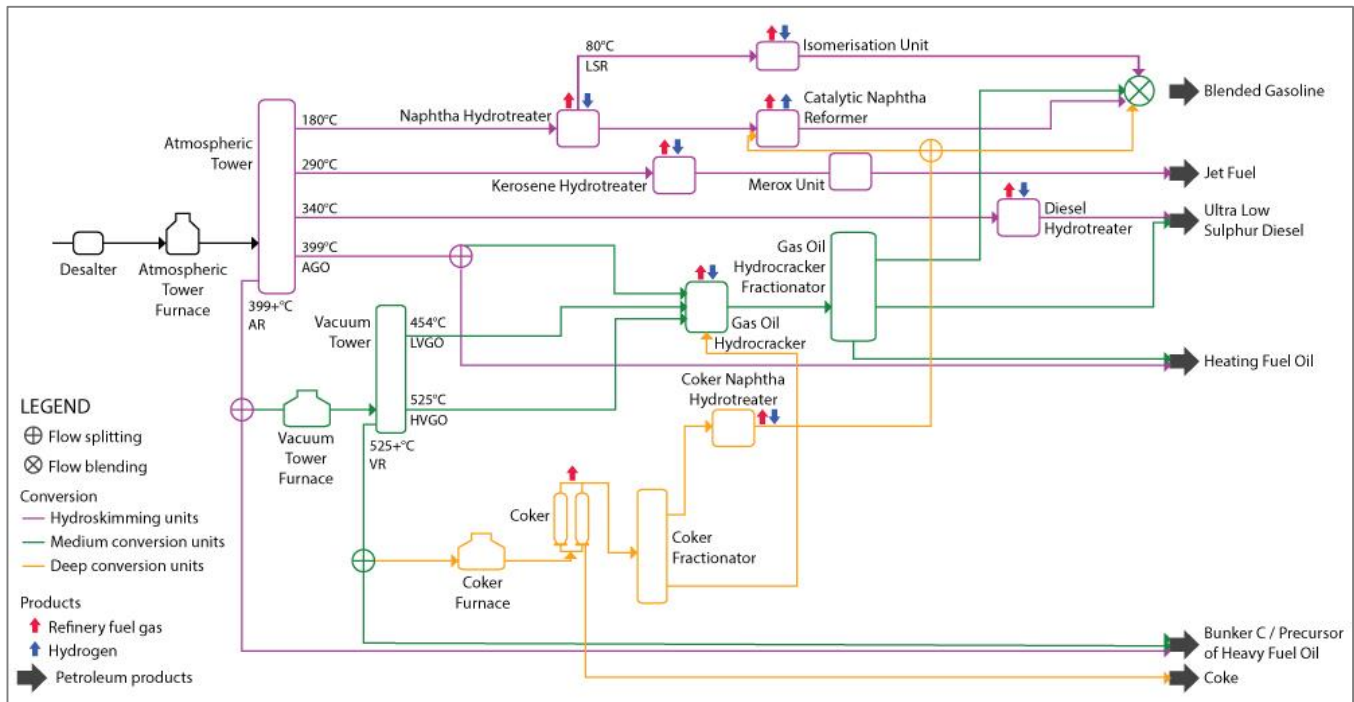 80°C
LSR
Isomerisation Unit
Naphtha Hydrotreater
Catalytic Naphtha
Reformer
Blended Gasoline
Atmospheric
Tower
180°C
290°C
Kerosene Hydrotreater
Merox Unit
Jet Fuel
340°C
Diesel
Hydrotreater
Ultra Low
Sulphur Diesel
Desalter
Atmospheric
Tower
Furnace
399°C
AGO
Gas Oil
Hydrocracker
Fractionator
399+°C
AR
Vacuum
Tower
454°C
LVGO
Gas Oil
Hydrocracker
Heating Fuel Oil
Coker Naphtha
Hydrotreater
525°C
HVGO
Vacuum
Tower
Furnace
525+°C
VR
Coker
Coker
Fractionator
Coker
Furnace
Bunker C / Precursor
of Heavy Fuel Oil
Coke
LEGEND
Flow splitting
Flow blending
Conversion
Hydroskimming units
Medium conversion units
Deep conversion units
Products
Refinery fuel gas
Hydrogen
Petroleum products